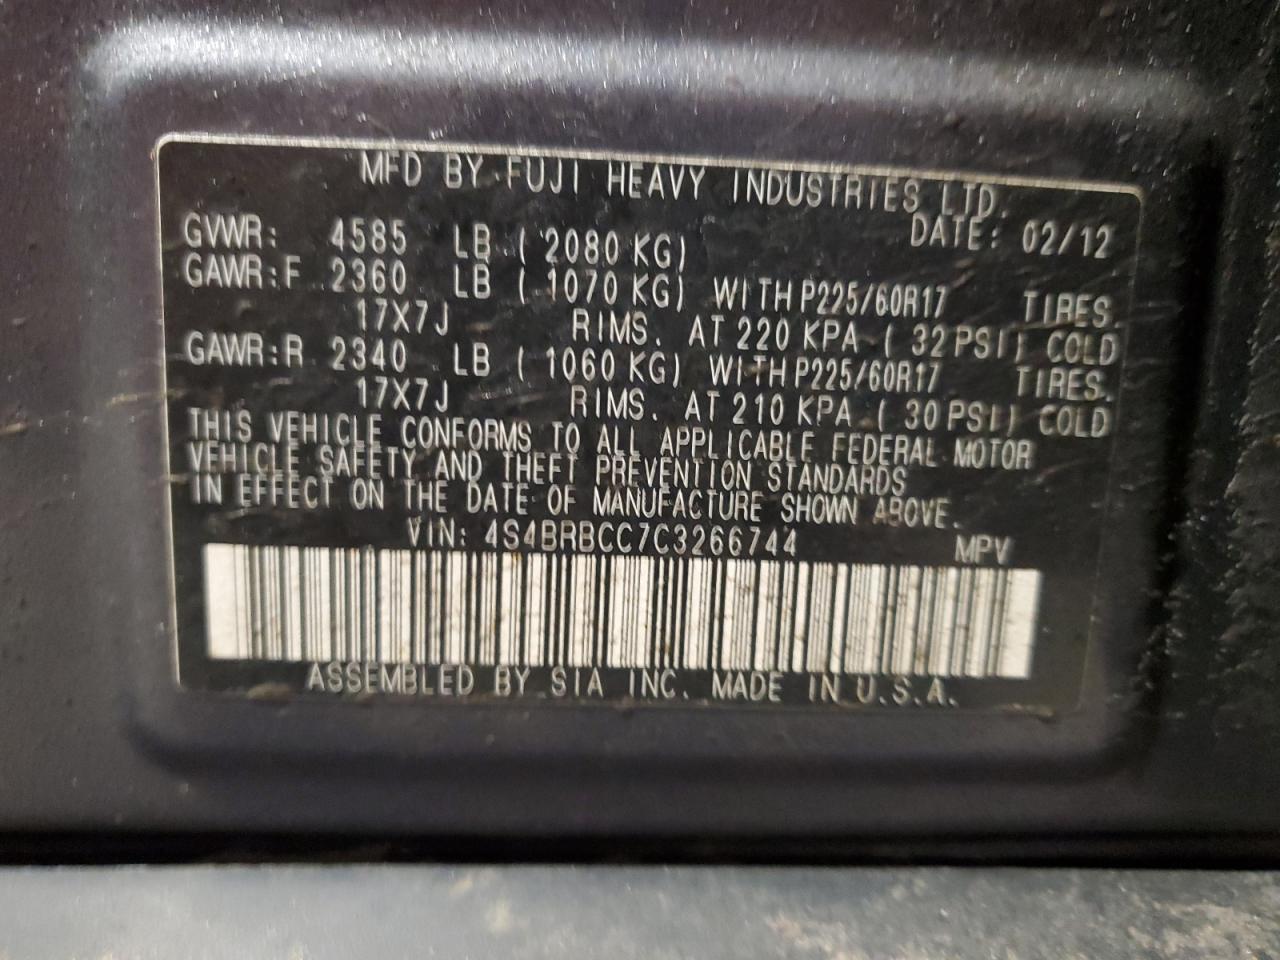 MFD BY FUJI HEAVY INDUSTRIES LTD.
DATE: 02/12
GVWR: 4585 LB ( 2080 KG)
GAWR:F 2360 LB ( 1070 KG) WITH P225/60R17 TIRES.
17X7J RIMS. AT 220 KPA ( 32 PSI) COLD
GAWR:R 2340 LB ( 1060 KG) WITH P225/60R17 TIRES.
17X7J RIMS. AT 210 KPA ( 30 PSI) COLD
THIS VEHICLE CONFORMS TO ALL APPLICABLE FEDERAL MOTOR
VEHICLE SAFETY AND THEFT PREVENTION STANDARDS
IN EFFECT ON THE DATE OF MANUFACTURE SHOWN ABOVE.
VIN: 4S4BRBCC7C3266744 MPV
ASSEMBLED BY SIA INC. MADE IN U.S.A.